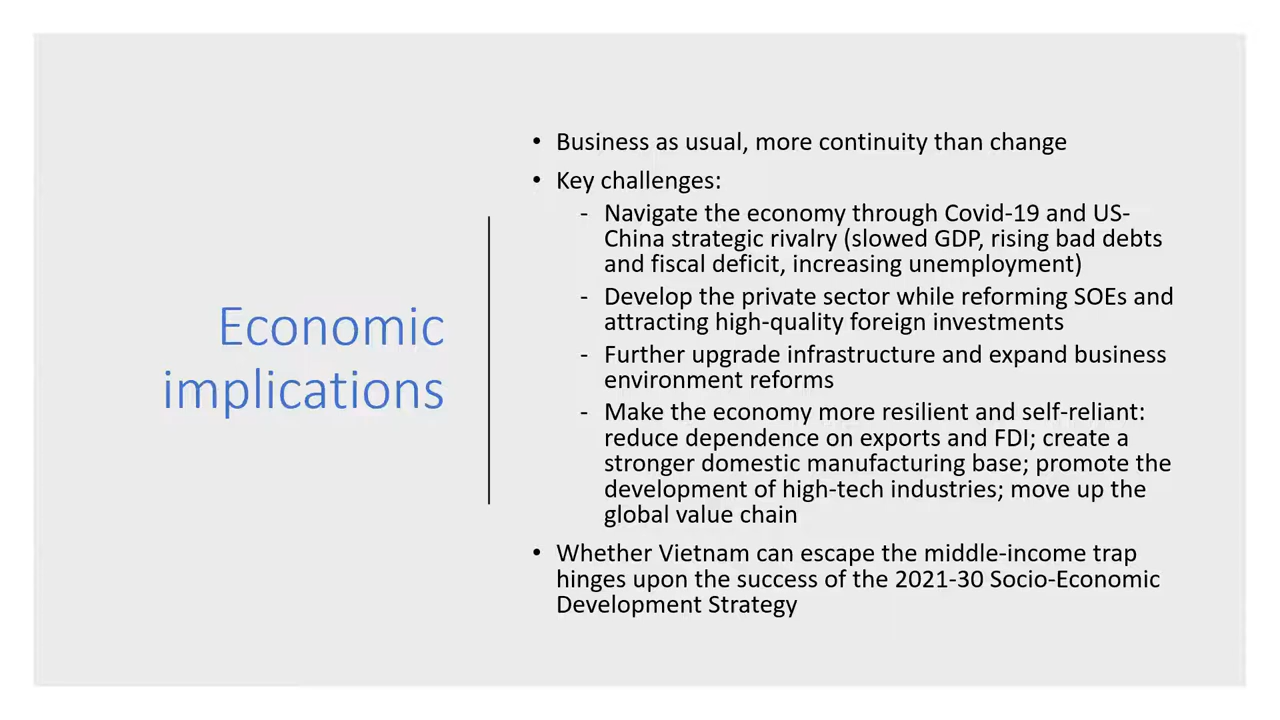 Economic
implications
• Business as usual, more continuity than change
• Key challenges:
- Navigate the economy through Covid-19 and US-
China strategic rivalry (slowed GDP, rising bad debts
and fiscal deficit, increasing unemployment)
- Develop the private sector while reforming SOEs and
attracting high-quality foreign investments
- Further upgrade infrastructure and expand business
environment reforms
- Make the economy more resilient and self-reliant:
reduce dependence on exports and FDI; create a
stronger domestic manufacturing base; promote the
development of high-tech industries; move up the
global value chain
• Whether Vietnam can escape the middle-income trap
hinges upon the success of the 2021-30 Socio-Economic
Development Strategy